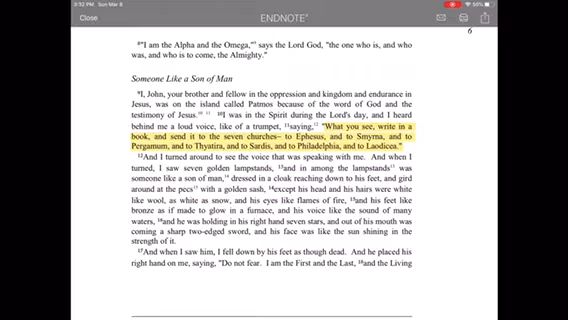 3:32 PM Sun Mar 8
55%
Close
ENDNOTE
6
8"I am the Alpha and the Omega," says the Lord God, "the one who is, and who
was, and who is to come, the Almighty."
Someone Like a Son of Man
9I, John, your brother and fellow in the oppression and kingdom and endurance in
Jesus, was on the island called Patmos because of the word of God and the
testimony of Jesus. 10 11 10I was in the Spirit during the Lord's day, and I heard
behind me a loud voice, like of a trumpet, 11saying,12 "What you see, write in a
book, and send it to the seven churches– to Ephesus, and to Smyrna, and to
Pergamum, and to Thyatira, and to Sardis, and to Philadelphia, and to Laodicea."
12And I turned around to see the voice that was speaking with me. And when I
turned, I saw seven golden lampstands, 13and in among the lampstands13 was
someone like a son of man,14 dressed in a cloak reaching down to his feet, and gird
around at the pecs15 with a golden sash, 14except his head and his hairs were white
like wool, as white as snow, and his eyes like flames of fire, 15and his feet like
bronze as if made to glow in a furnace, and his voice like the sound of many
waters, 16and he was holding in his right hand seven stars, and out of his mouth was
coming a sharp two-edged sword, and his face was like the sun shining in the
strength of it.
17And when I saw him, I fell down by his feet as though dead. And he placed his
right hand on me, saying, "Do not fear. I am the First and the Last, 18and the Living